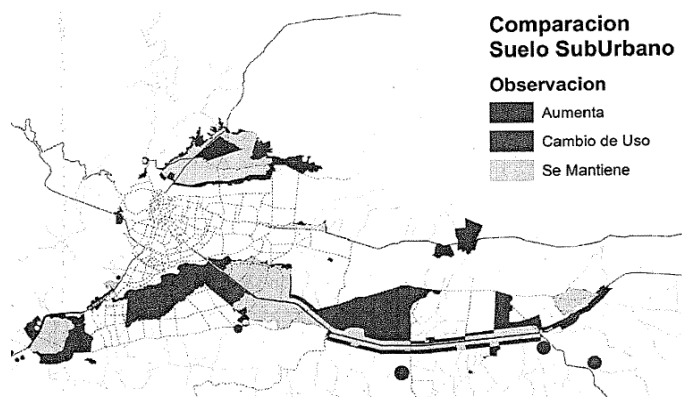 Comparacion
Suelo SubUrbano
Observacion
Aumenta
Cambio de Uso
Se Mantiene